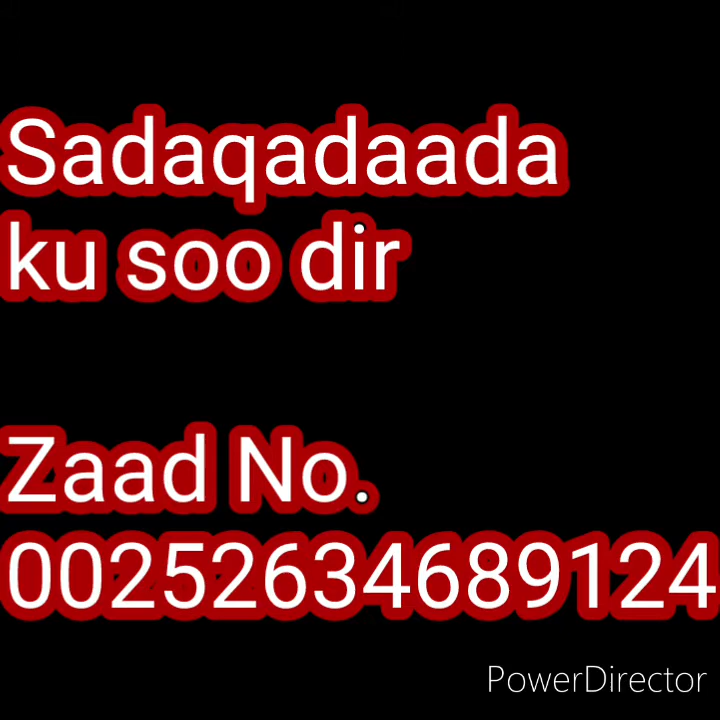 Sadaqadaada
ku soo dir
Zaad No.
00252634689124
PowerDirector